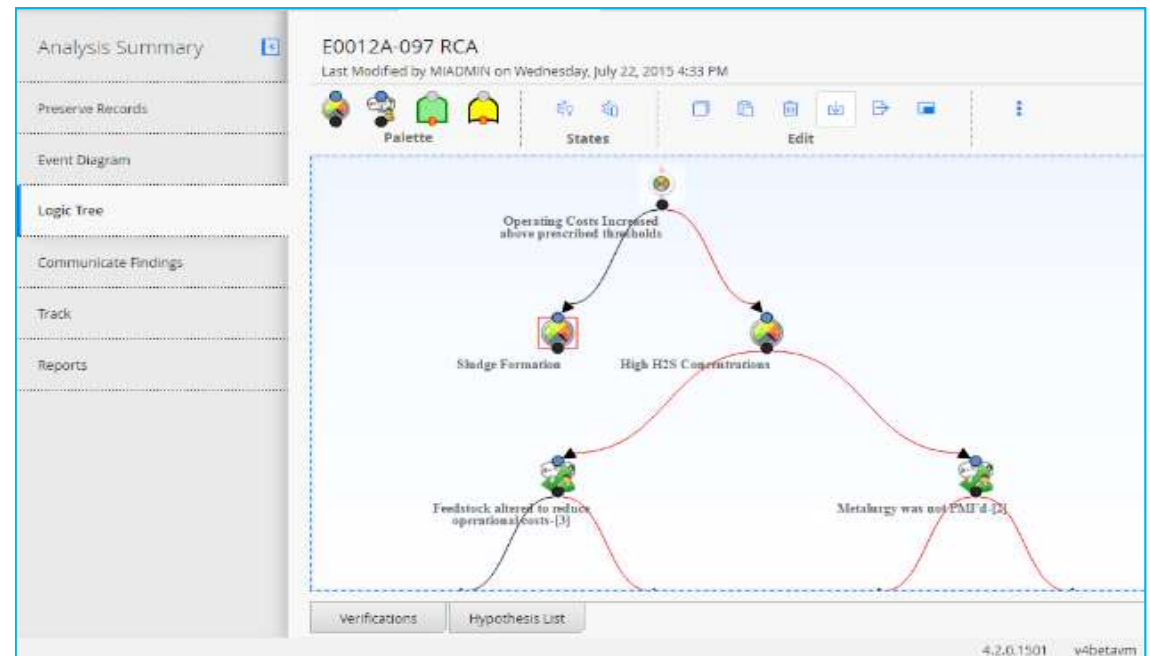 Analysis Summary
Preserve Records
Event Diagram
Logic Tree
Communicate Findings
Track
Reports
E0012A-097 RCA
Last Modified by MIADMIN on Wednesday, July 22, 2015 4:33 PM
Palette
States
Edit
Operating Costs Increased
above prescribed thresholds
Sludge Formation
High H2S Concentrations
Feedstock altered to reduce
operational costs-[3]
Metalurgy was not PMI'd-[2]
Verifications
Hypothesis List
4.2.0.1501 v4betavm